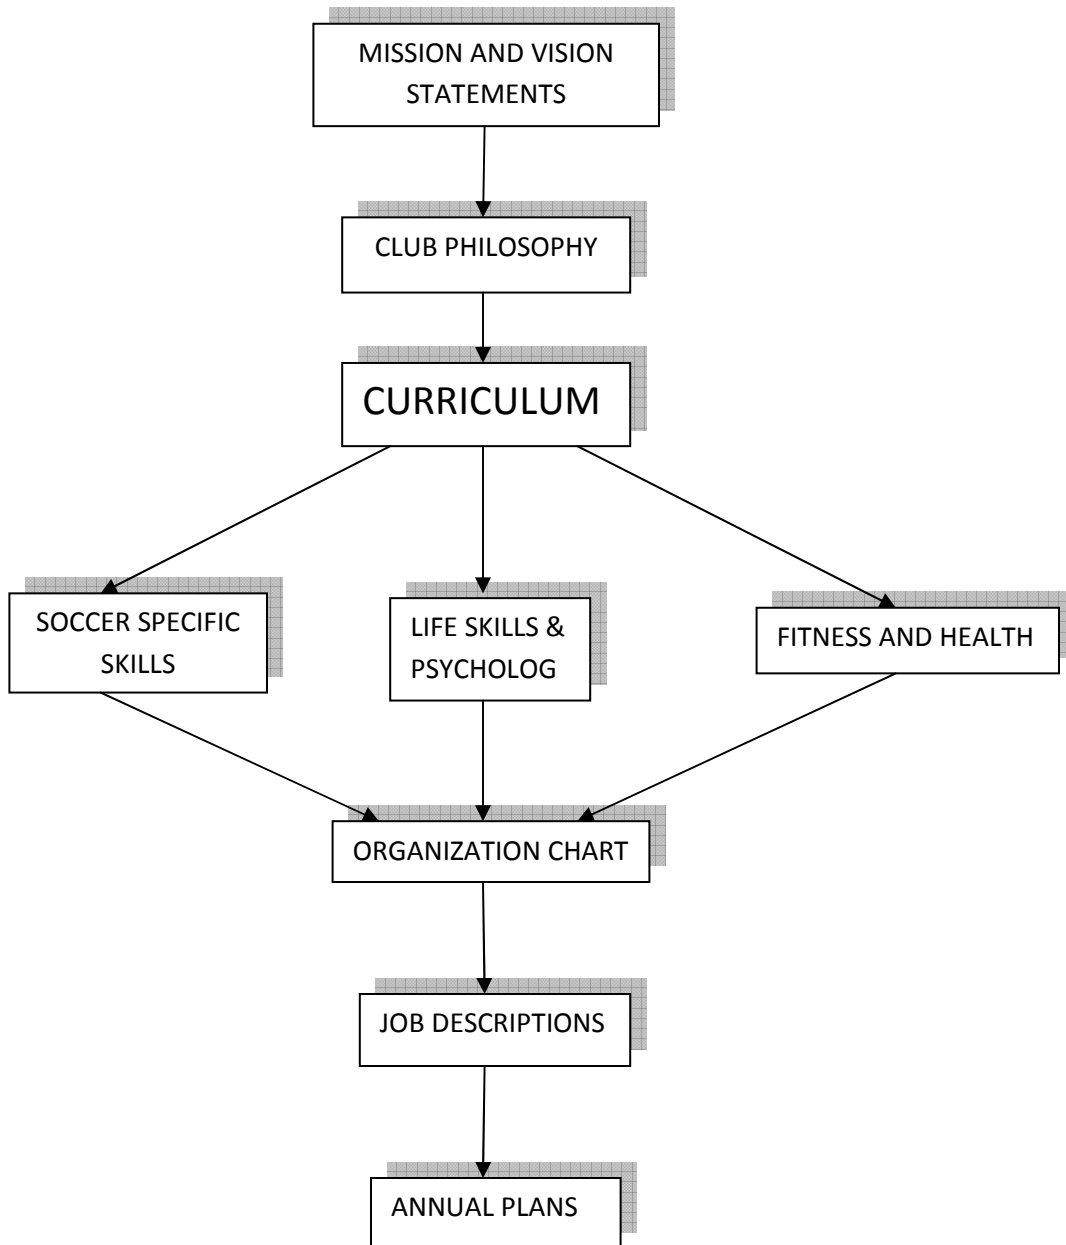 MISSION AND VISION
STATEMENTS
CLUB PHILOSOPHY
CURRICULUM
SOCCER SPECIFIC
SKILLS
LIFE SKILLS &
PSYCHOLOG
FITNESS AND HEALTH
ORGANIZATION CHART
JOB DESCRIPTIONS
ANNUAL PLANS